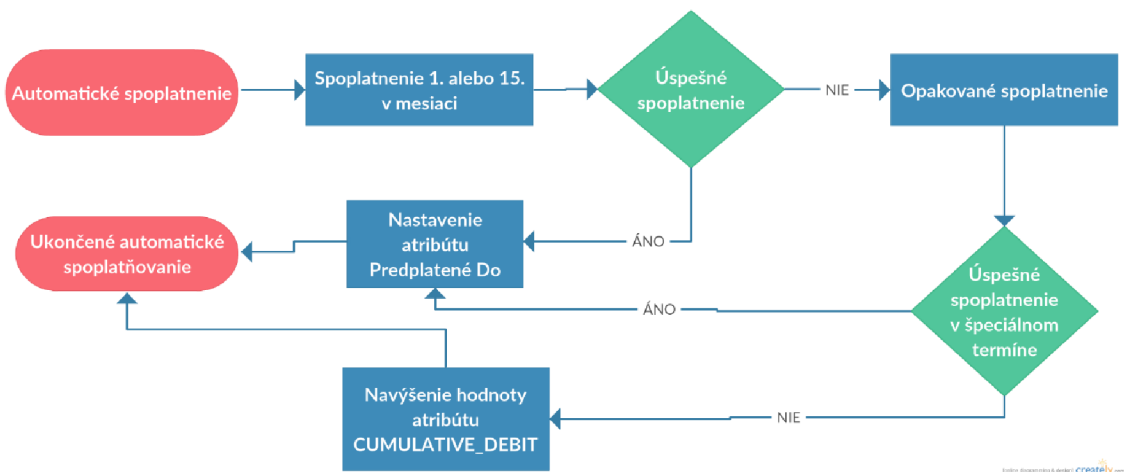 Automatické spoplatnenie
Spoplatnenie 1. alebo 15.
v mesiaci
Úspešné
spoplatnenie
NIE
Opakované spoplatnenie
ÁNO
Nastavenie
atribútu
Predplatené Do
Ukončené automatické
spoplatňovanie
Úspešné
spoplatnenie
v špeciálnom
termíne
ÁNO
NIE
Navýšenie hodnoty
atribútu
CUMULATIVE_DEBIT
creately